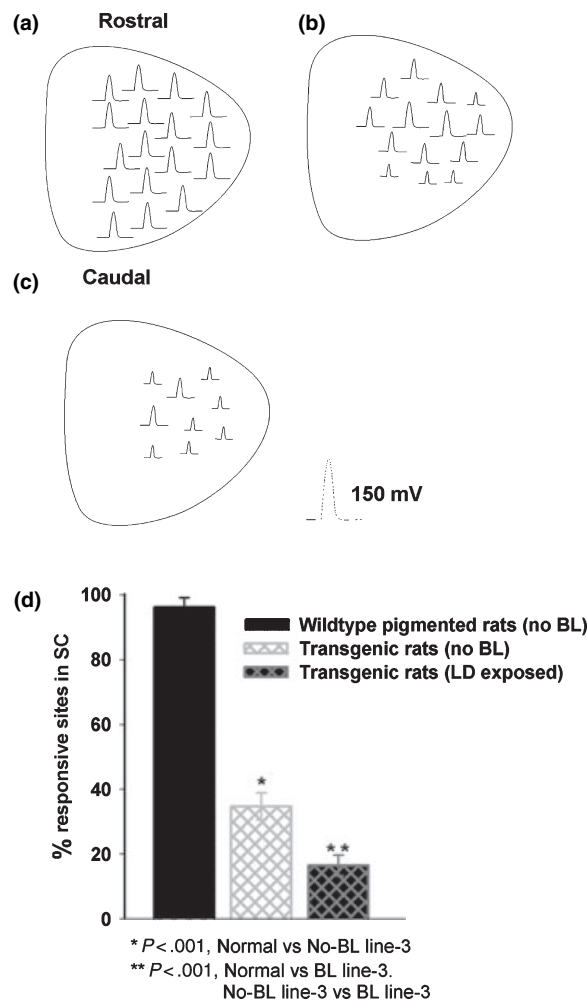 (a)
Rostral
(b)
(c)
Caudal
150 mV
(d)
100
80
60
40
20
0
% responsive sites in SC
Wildtype pigmented rats (no BL)
Transgenic rats (no BL)
Transgenic rats (LD exposed)
*
**
* P < .001, Normal vs No-BL line-3
** P < .001, Normal vs BL line-3.
No-BL line-3 vs BL line-3